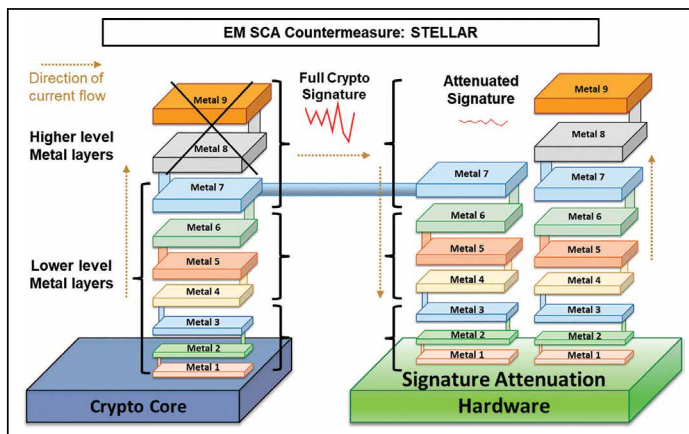 EM SCA Countermeasure: STELLAR
Direction of
current flow
Higher level
Metal layers
Lower level
Metal layers
Metal 9
Metal 8
Metal 7
Metal 6
Metal 5
Metal 4
Metal 3
Metal 2
Metal 1
Crypto Core
Full Crypto
Signature
Attenuated
Signature
Metal 7
Metal 6
Metal 5
Metal 4
Metal 3
Metal 2
Metal 1
Metal 9
Metal 8
Metal 7
Metal 6
Metal 5
Metal 4
Metal 3
Metal 2
Metal 1
Signature Attenuation
Hardware